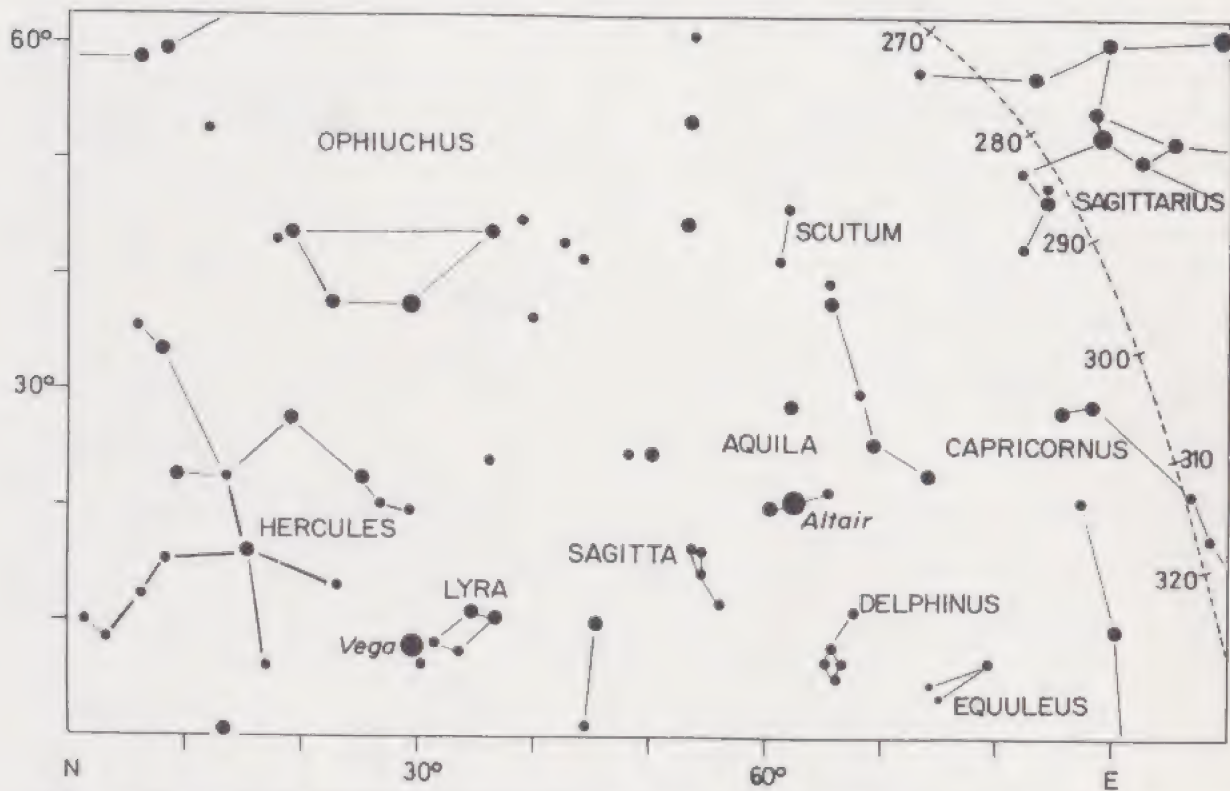 60°
270
OPHIUCHUS
280
SCUTUM
SAGITTARIUS
290
300
30°
AQUILA
CAPRICORNUS
310
HERCULES
Altair
SAGITTA
LYRA
320
DELPHINUS
Vega
EQUULEUS
N
30°
60°
E